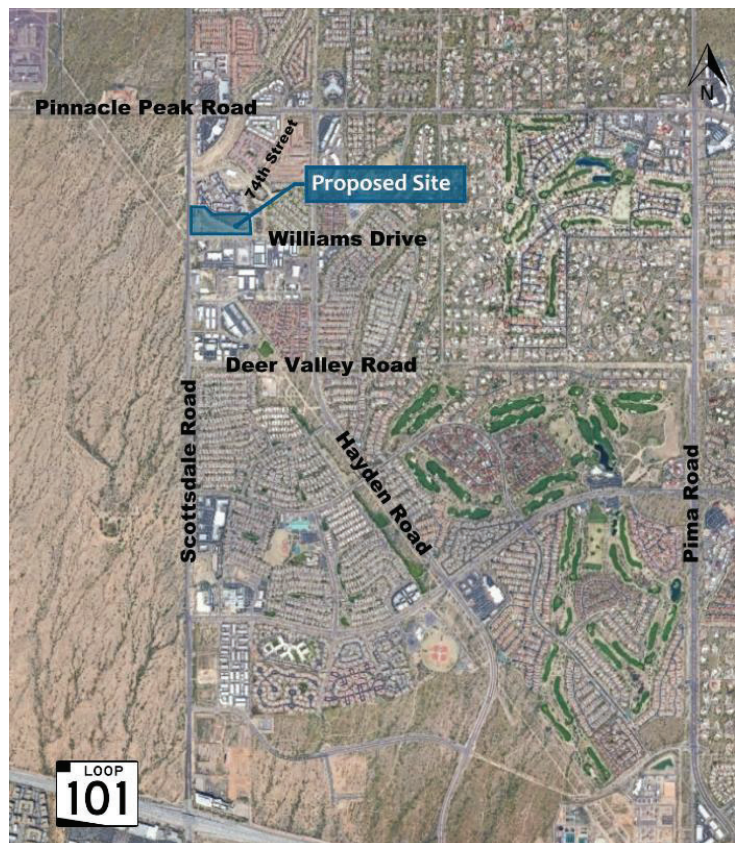 Pinnacle Peak Road
N
74th Street
Proposed Site
Williams Drive
Deer Valley Road
Scottsdale Road
Hayden Road
Pima Road
LOOP
101